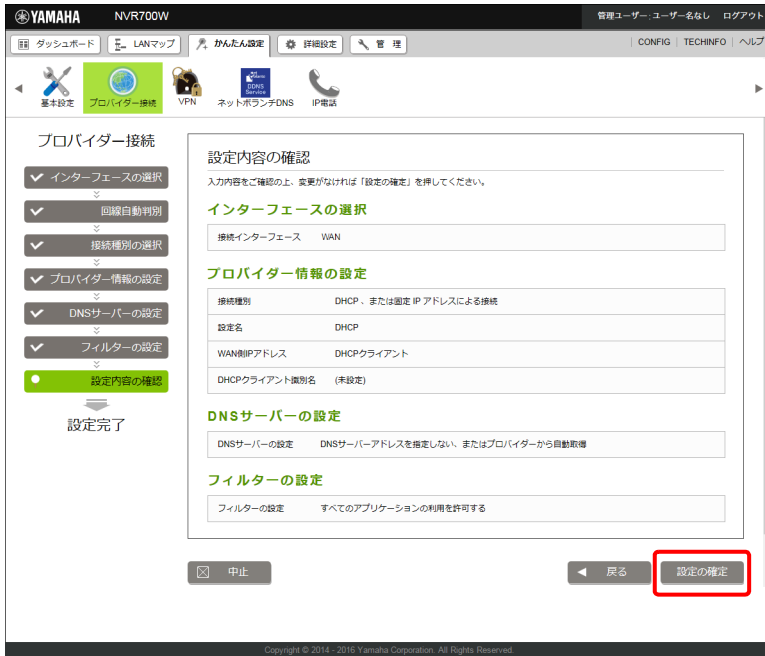 YAMAHA NVR700W 管理ユーザー:ユーザー名なし ログアウト
ダッシュボード LANマップ かんたん設定 詳細設定 管 理 CONFIG TECHINFO ヘルプ
基本設定 プロバイダー接続 VPN ネットボランチDNS IP電話
DDNS
Service
プロバイダー接続
インターフェースの選択
回線自動判別
接続種別の選択
プロバイダー情報の設定
DNSサーバーの設定
フィルターの設定
設定内容の確認
設定完了
設定内容の確認
入力内容をご確認の上、変更がなければ「設定の確定」を押してください。
インターフェースの選択
接続インターフェース WAN
プロバイダー情報の設定
接続種別 DHCP 、または固定 IP アドレスによる接続
設定名 DHCP
WAN側IPアドレス DHCPクライアント
DHCPクライアント識別名 (未設定)
DNSサーバーの設定
DNSサーバーの設定 DNSサーバーアドレスを指定しない、またはプロバイダーから自動取得
フィルターの設定
フィルターの設定 すべてのアプリケーションの利用を許可する
中止 戻る 設定の確定
Copyright © 2014 - 2016 Yamaha Corporation. All Rights Reserved.